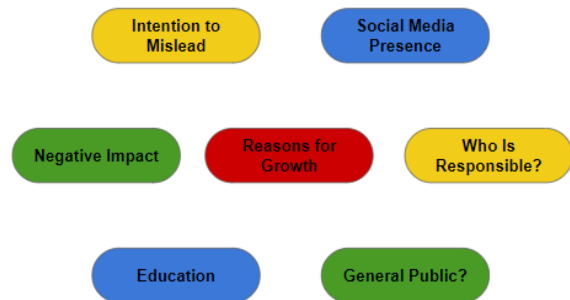 Intention to
Mislead
Social Media
Presence
Negative Impact
Reasons for
Growth
Who Is
Responsible?
Education
General Public?